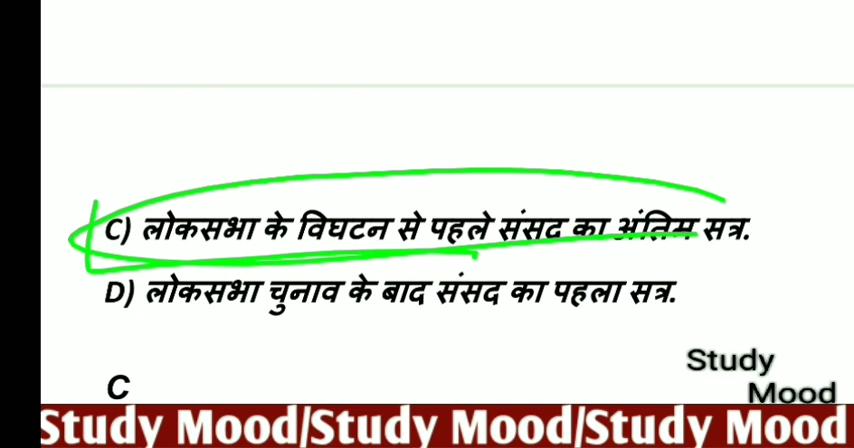 C) लोकसभा के विघटन से पहले संसद का अंतिम सत्र.
D) लोकसभा चुनाव के बाद संसद का पहला सत्र.
C
Study
Mood
Study Mood/Study Mood/Study Mood